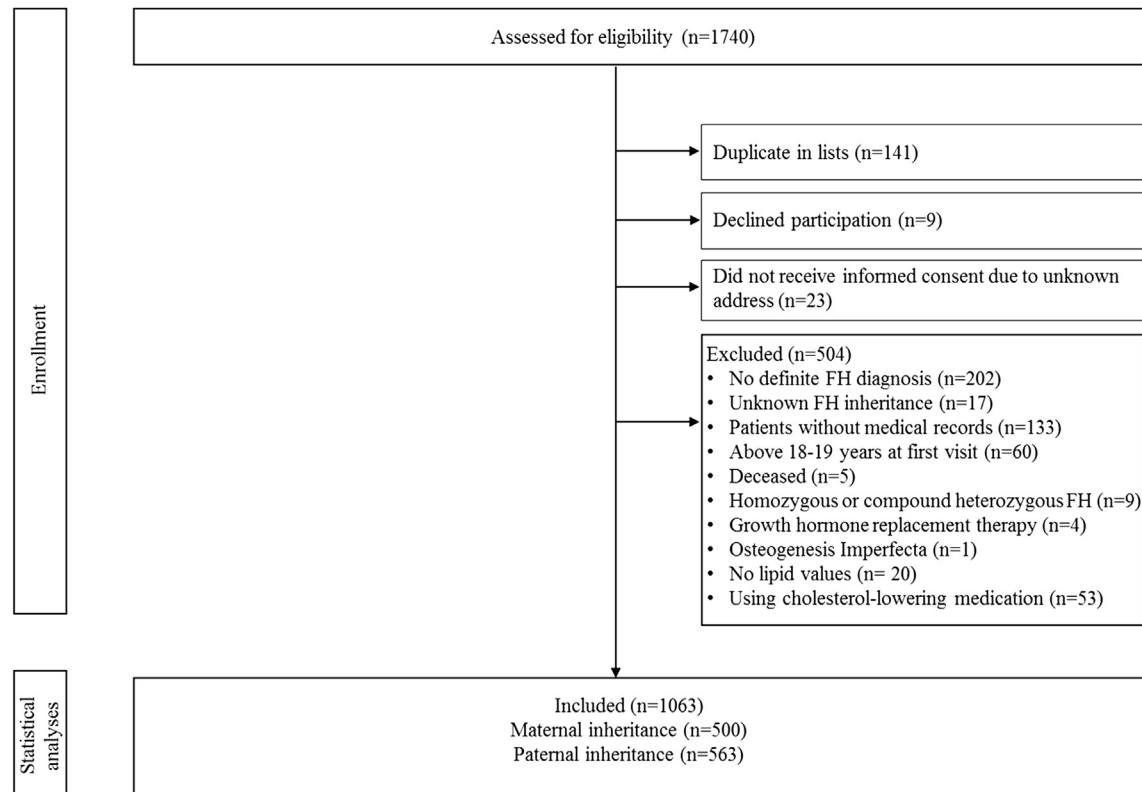 Assessed for eligibility (n=1740)
Duplicate in lists (n=141)
Declined participation (n=9)
Did not receive informed consent due to unknown
address (n=23)
Enrollment
Excluded (n=504)
• No definite FH diagnosis (n=202)
• Unknown FH inheritance (n=17)
• Patients without medical records (n=133)
• Above 18-19 years at first visit (n=60)
• Deceased (n=5)
• Homozygous or compound heterozygous FH (n=9)
• Growth hormone replacement therapy (n=4)
• Osteogenesis Imperfecta (n=1)
• No lipid values (n= 20)
• Using cholesterol-lowering medication (n=53)
Statistical
analyses
Included (n=1063)
Maternal inheritance (n=500)
Paternal inheritance (n=563)